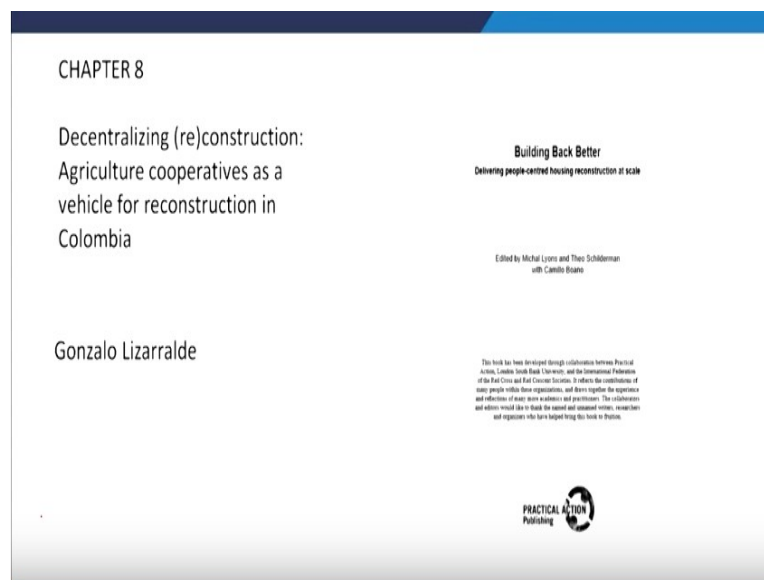 CHAPTER 8
Decentralizing (re)construction:
Agriculture cooperatives as a
vehicle for reconstruction in
Colombia
Gonzalo Lizarralde
Building Back Better
Delivering people-centred housing reconstruction at scale
Edited by Michal Lyons and Theo Schilderman
with Camillo Boano
This book has been developed through collaboration between Practical
Action, London South Bank University, and the International Federation
of the Red Cross and Red Crescent Societies. It reflects the contributions of
many people within these organizations, and draws together the experience
and reflections of many more academics and practitioners. The collaborators
and editors would like to thank the named and unnamed writers, researchers
and organizers who have helped bring this book to fruition.
PRACTICAL ACTION
Publishing